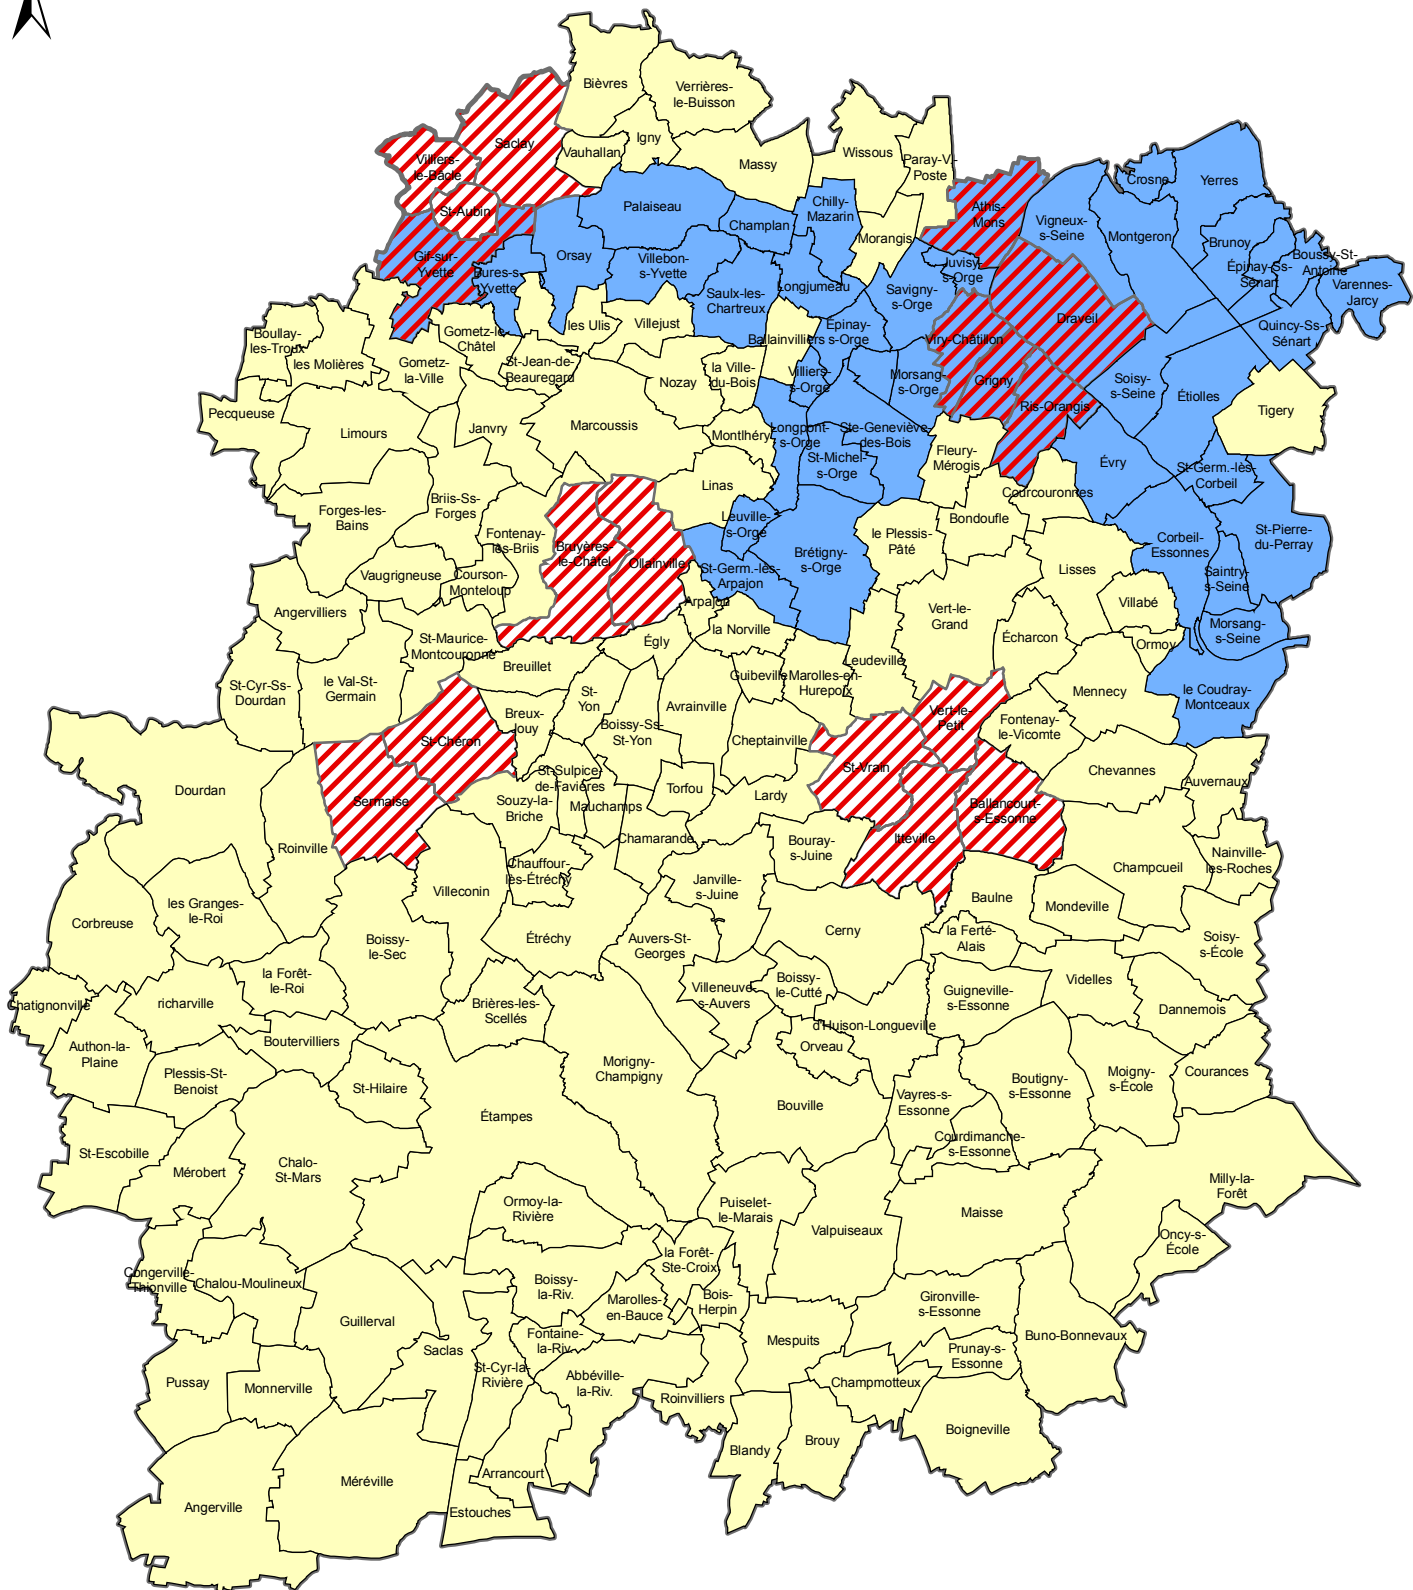 Bièvres
Verrières-
le-Buisson
Igny
Vauhallan
Massy
Wissous
Paray-V.-
Poste
Saclay
Villiers-
le-Bâcle
St-Aubin
Palaiseau
Champlan
Chilly-
Mazarin
Morangis
Athis-
Mons
Vigneux-
s-Seine
Crosne
Yerres
Montgeron
Brunoy
Boussy-St-
Antoine
Épinay-Ss-
Sénart
Varennes-
Jarcy
Quincy-Ss-
Sénart
Gif-sur-
Yvette
Bures-s-
Yvette
Orsay
Villebon-
s-Yvette
Saulx-les-
Chartreux
Longjumeau
Savigny-
s-Orge
Juvisy-
s-Orge
Draveil
Viry-Châtillon
Boullay-
les-Troux
les Molières
Gometz-le-
Châtel
Gometz-
la-Ville
les Ulis
Villejust
St-Jean-de-
Beauregard
Nozay
la Ville-
du-Bois
Ballainvilliers
Epinay-
s-Orge
Villiers-
s-Orge
Morsang-
s-Orge
Grigny
Ris-Orangis
Soisy-
s-Seine
Étiolles
Tigery
Pecqueuse
Limours
Janvry
Marcoussis
Montlhéry
Longpont-
s-Orge
Ste-Geneviève-
des-Bois
St-Michel-
s-Orge
Fleury-
Mérogis
Évry
St-Germ.-lès-
Corbeil
Courcouronnes
Forges-les-
Bains
Briis-Ss-
Forges
Fontenay-
lès-Briis
Linas
Leuville-
s-Orge
Bondoufle
le Plessis-
Pâté
Brétigny-
s-Orge
Corbeil-
Essonnes
St-Pierre-
du-Perray
Saintry-
s-Seine
Bruyères-
le-Châtel
Ollainville
St-Germ.-lès-
Arpajon
Arpajon
Vaugrigneuse
Courson-
Monteloup
Lisses
Villabé
Angervilliers
St-Maurice-
Montcouronne
Breuillet
Égly
la Norville
Vert-le-
Grand
Écharcon
Ormoy
Morsang-
s-Seine
St-Cyr-Ss-
Dourdan
le Val-St-
Germain
Guibeville
Marolles-en-
Hurepoix
Leudeville
Mennecy
le Coudray-
Montceaux
St-Chéron
Breux-
Jouy
St-
Yon
Boissy-Ss-
St-Yon
Avrainville
Cheptainville
Vert-le-
Petit
Fontenay-
le-Vicomte
Chevannes
Auvernaux
Dourdan
Roinville
Sermaise
St-Sulpice-
de-Favières
Souzy-la-
Briche
Mauchamps
Torfou
Lardy
St-Vrain
Itteville
Ballancourt-
s-Essonne
Chamarande
Bouray-
s-Juine
Champcueil
Nainville-
les-Roches
Corbreuse
les Granges-
le-Roi
Villeconin
Chauffour-
lès-Étréchy
Janville-
s-Juine
Baulne
Mondeville
Boissy-
le-Sec
Étréchy
Auvers-St-
Georges
Cerny
la Ferté-
Alais
Soisy-
s-École
Chatignonville
richarville
la Forêt-
le-Roi
Brières-les-
Scellés
Villeneuve-
s-Auvers
Boissy-
le-Cutté
Guigneville-
s-Essonne
Videlles
Dannemois
d'Huison-Longueville
Orveau
Authon-la-
Plaine
Plessis-St-
Benoist
Boutervilliers
St-Hilaire
Morigny-
Champigny
Bouville
Vayres-s-
Essonne
Boutigny-
s-Essonne
Moigny-
s-École
Courances
Étampes
Courdimanche-
s-Essonne
St-Escobille
Mérobert
Chalo-
St-Mars
Milly-la-
Forêt
Ormoy-la-
Rivière
Puiselet-
le-Marais
Valpuiseaux
Maisse
Oncy-s-
École
la Forêt-
Ste-Croix
Congerville-
Thionville
Chalou-Moulineux
Guillerval
Boissy-
la-Riv.
Marolles-
en-Bauce
Bois-
Herpin
Gironville-
s-Essonne
Buno-Bonnevaux
Saclas
Fontaine-
la-Riv.
St-Cyr-la-
Rivière
Abbéville-
la-Riv.
Mespuits
Prunay-s-
Essonne
Pussay
Monnerville
Roinvilliers
Champmotteux
Méréville
Arrancourt
Blandy
Brouy
Boigneville
Angerville
Estouches